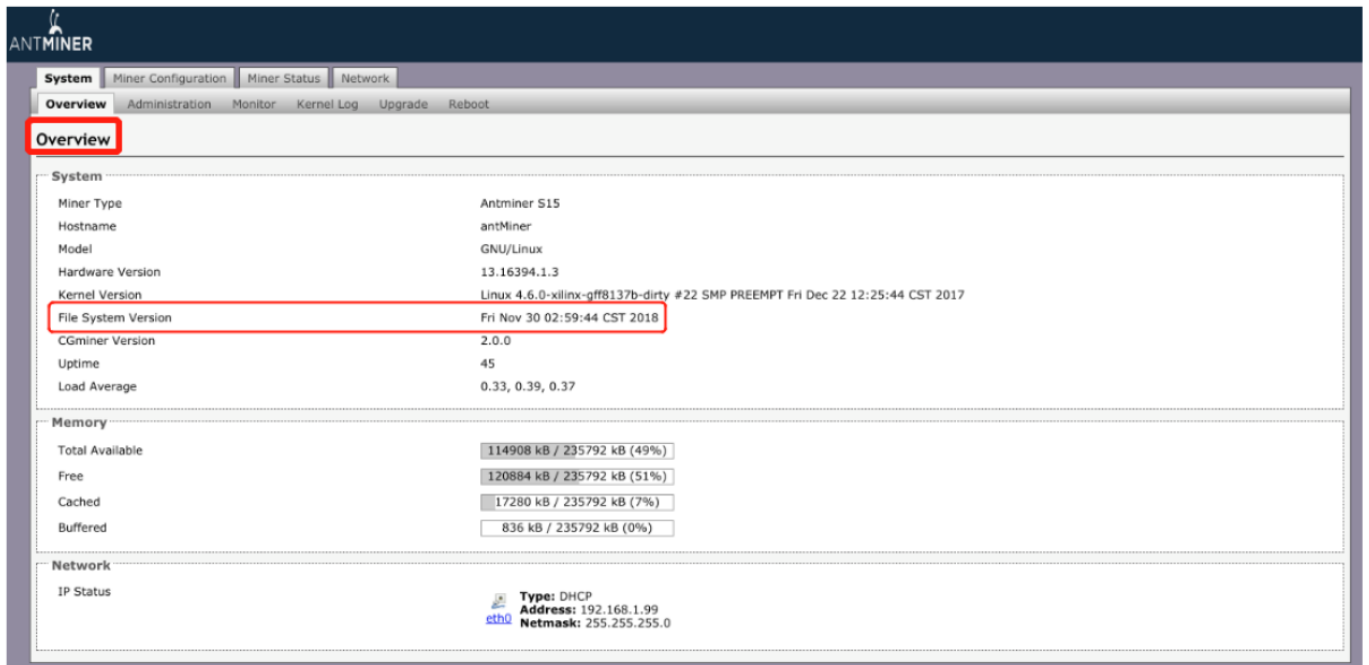 ANTMINER
System Miner Configuration Miner Status Network
Overview Administration Monitor Kernel Log Upgrade Reboot
Overview
System
Miner Type Antminer S15
Hostname antMiner
Model GNU/Linux
Hardware Version 13.16394.1.3
Kernel Version Linux 4.6.0-xilinx-gff8137b-dirty #22 SMP PREEMPT Fri Dec 22 12:25:44 CST 2017
File System Version Fri Nov 30 02:59:44 CST 2018
CGminer Version 2.0.0
Uptime 45
Load Average 0.33, 0.39, 0.37
Memory
Total Available 114908 kB / 235792 kB (49%)
Free 120884 kB / 235792 kB (51%)
Cached 17280 kB / 235792 kB (7%)
Buffered 836 kB / 235792 kB (0%)
Network
IP Status
Type: DHCP
Address: 192.168.1.99
eth0 Netmask: 255.255.255.0